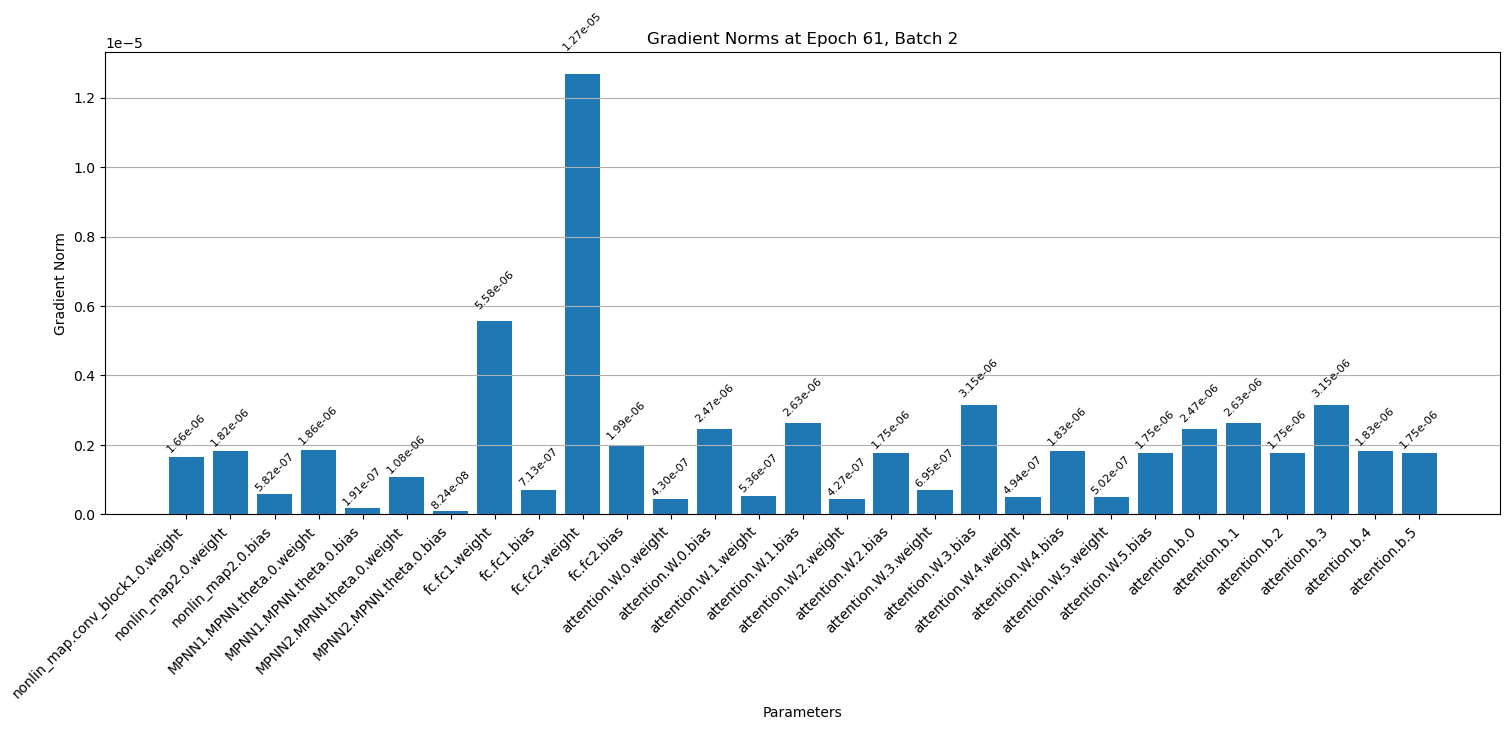 Gradient Norms at Epoch 61, Batch 2
1e−5
Gradient Norm
1.2
1.0
0.8
0.6
0.4
0.2
0.0
1.66e-06
1.82e-06
5.82e-07
1.86e-06
1.91e-07
1.08e-06
8.24e-08
5.58e-06
7.13e-07
1.27e-05
1.99e-06
4.30e-07
2.47e-06
5.36e-07
2.63e-06
4.27e-07
1.75e-06
6.95e-07
3.15e-06
4.94e-07
1.83e-06
5.02e-07
1.75e-06
2.47e-06
2.63e-06
1.75e-06
3.15e-06
1.83e-06
1.75e-06
nonlin_map.conv_block1.0.weight
nonlin_map2.0.weight
nonlin_map2.0.bias
MPNN1.MPNN.theta.0.weight
MPNN1.MPNN.theta.0.bias
MPNN2.MPNN.theta.0.weight
MPNN2.MPNN.theta.0.bias
fc.fc1.weight
fc.fc1.bias
fc.fc2.weight
fc.fc2.bias
attention.W.0.weight
attention.W.0.bias
attention.W.1.weight
attention.W.1.bias
attention.W.2.weight
attention.W.2.bias
attention.W.3.weight
attention.W.3.bias
attention.W.4.weight
attention.W.4.bias
attention.W.5.weight
attention.W.5.bias
attention.b.0
attention.b.1
attention.b.2
attention.b.3
attention.b.4
attention.b.5
Parameters